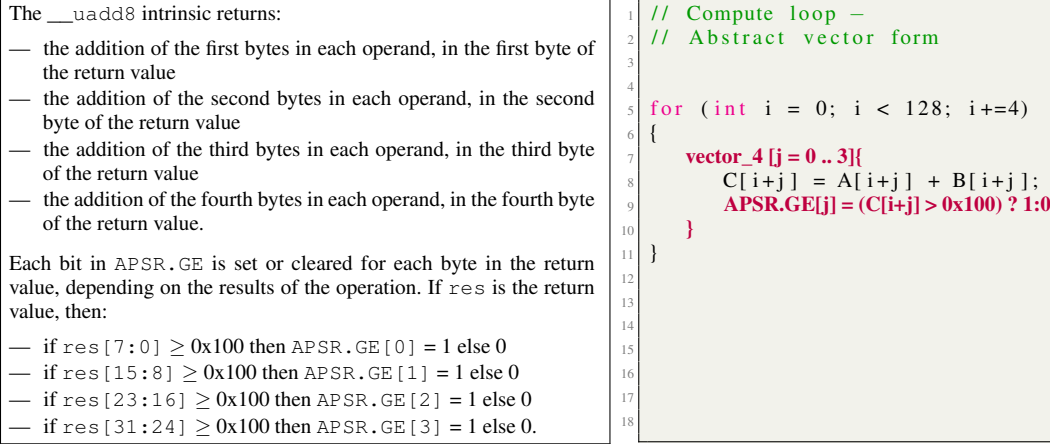 The __uadd8 intrinsic returns:
— the addition of the first bytes in each operand, in the first byte of
the return value
— the addition of the second bytes in each operand, in the second
byte of the return value
— the addition of the third bytes in each operand, in the third byte
of the return value
— the addition of the fourth bytes in each operand, in the fourth byte
of the return value.
Each bit in APSR.GE is set or cleared for each byte in the return
value, depending on the results of the operation. If res is the return
value, then:
— if res[7:0] ≥ 0x100 then APSR.GE[0] = 1 else 0
— if res[15:8] ≥ 0x100 then APSR.GE[1] = 1 else 0
— if res[23:16] ≥ 0x100 then APSR.GE[2] = 1 else 0
— if res[31:24] ≥ 0x100 then APSR.GE[3] = 1 else 0.
1 // Compute loop –
2 // Abstract vector form
3
4
5 for (int i = 0; i < 128; i+=4)
6 {
7 vector_4 [j = 0 .. 3]{
8 C[i+j] = A[i+j] + B[i+j];
9 APSR.GE[j] = (C[i+j] > 0x100) ? 1:0
10 }
11 }
12
13
14
15
16
17
18